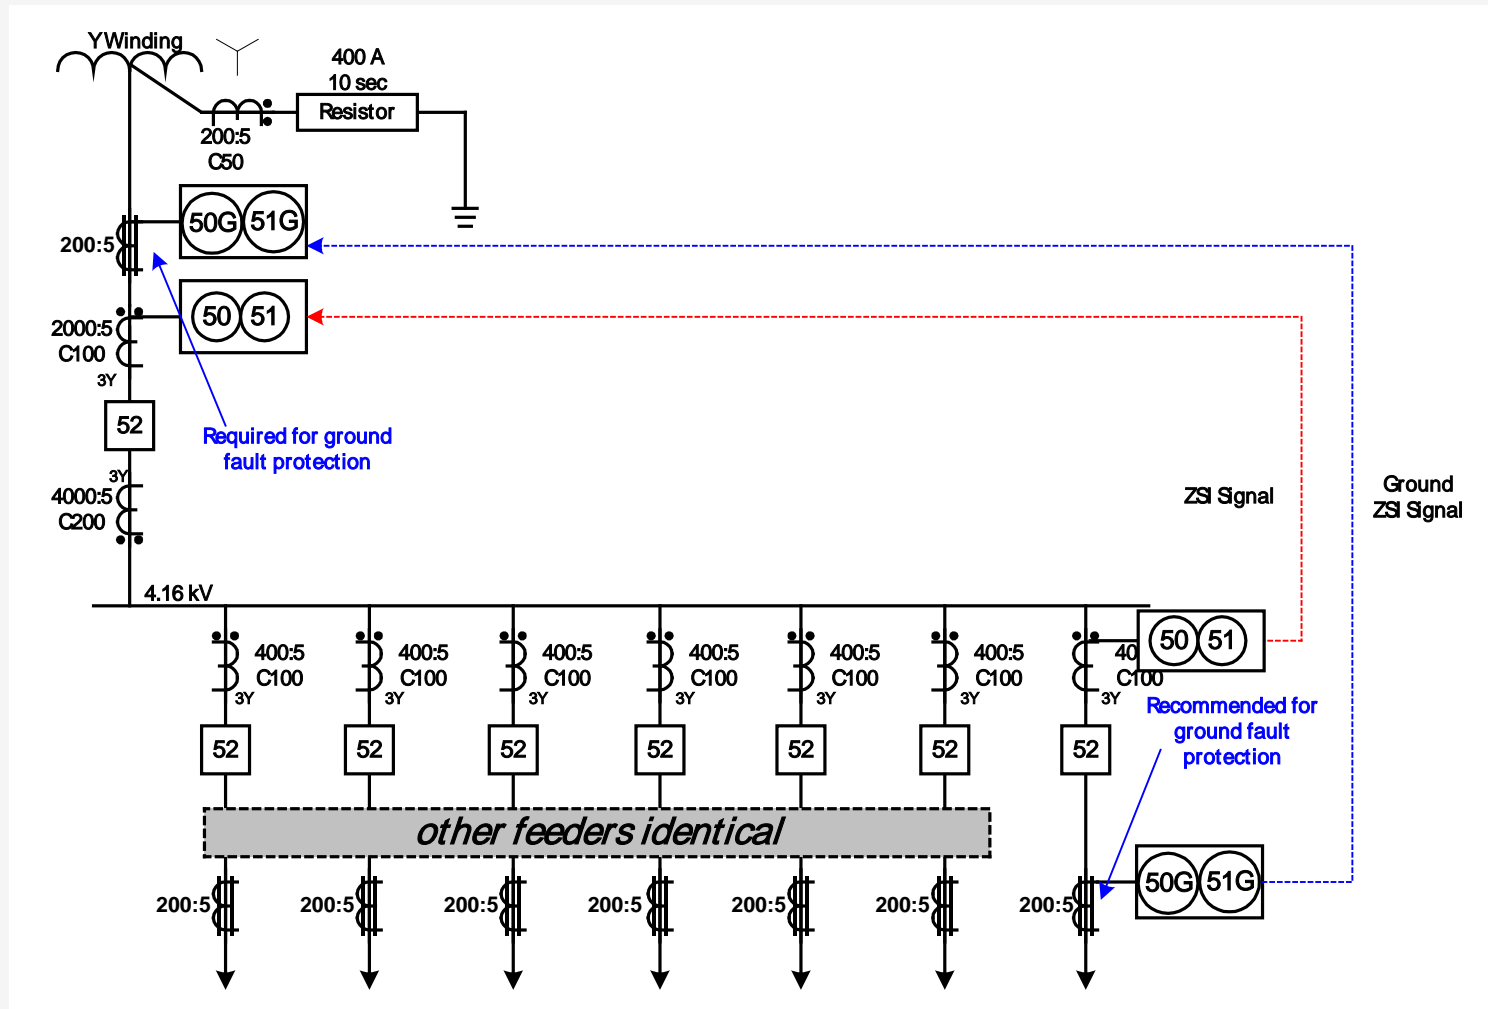 Y Winding
400 A
10 sec
Resistor
200:5
C50
50G 51G
200:5
50 51
2000:5
C100
3Y
52
Required for ground
fault protection
3Y
4000:5
C200
ZSI Signal
Ground
ZSI Signal
4.16 kV
400:5
C100
3Y
400:5
C100
3Y
400:5
C100
3Y
400:5
C100
3Y
400:5
C100
3Y
400:5
C100
3Y
40
C100
3Y
50 51
Recommended for
ground fault
protection
52 52 52 52 52 52 52
other feeders identical
50G 51G
200:5 200:5 200:5 200:5 200:5 200:5 200:5